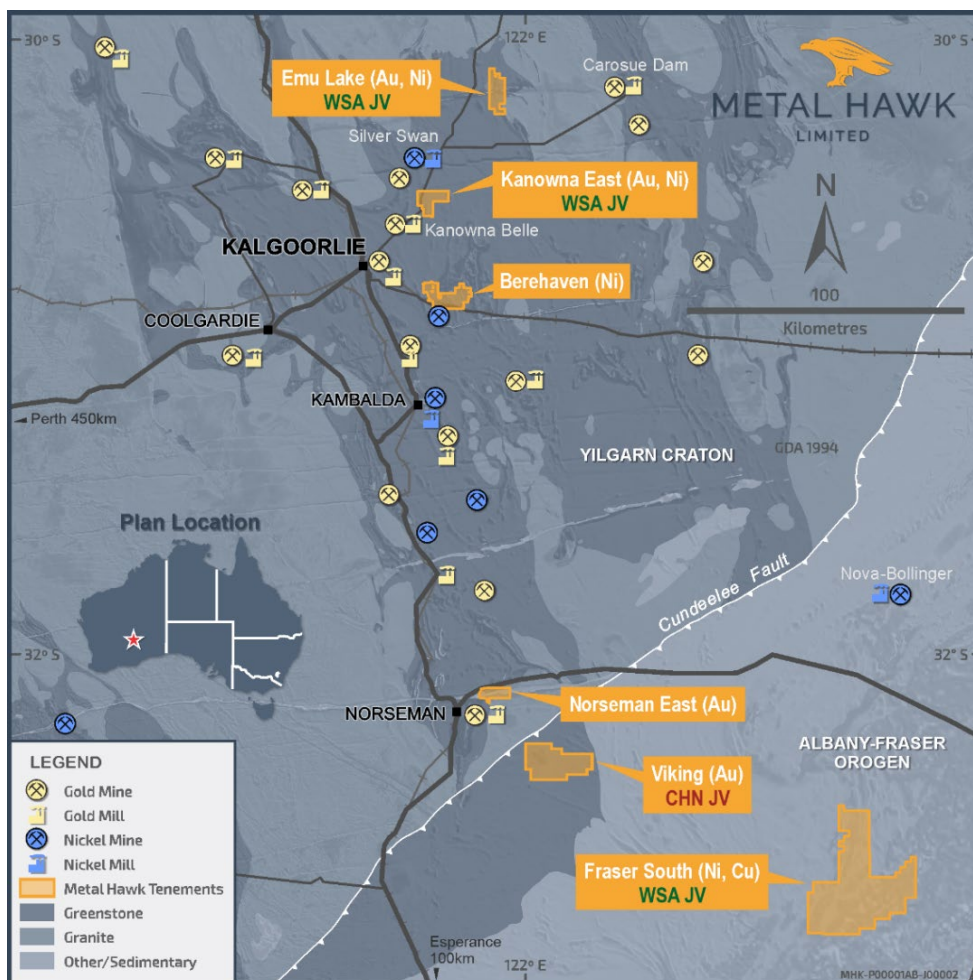 30° S
122° E
30° S
METAL HAWK
LIMITED
Emu Lake (Au, Ni)
WSA JV
Carosue Dam
Silver Swan
Kanowna East (Au, Ni)
WSA JV
N
Kanowna Belle
KALGOORLIE
Berehaven (Ni)
100
Kilometres
COOLGARDIE
KAMBALDA
Perth 450km
YILGARN CRATON
GDA 1994
Plan Location
Cundeelee Fault
Nova-Bollinger
32° S
32° S
NORSEMAN
Norseman East (Au)
ALBANY-FRASER
OROGEN
Viking (Au)
CHN JV
Fraser South (Ni, Cu)
WSA JV
LEGEND
Gold Mine
Gold Mill
Nickel Mine
Nickel Mill
Metal Hawk Tenements
Greenstone
Granite
Other/Sedimentary
Esperance
100km
122° E
MHK-P00001AB-J00002